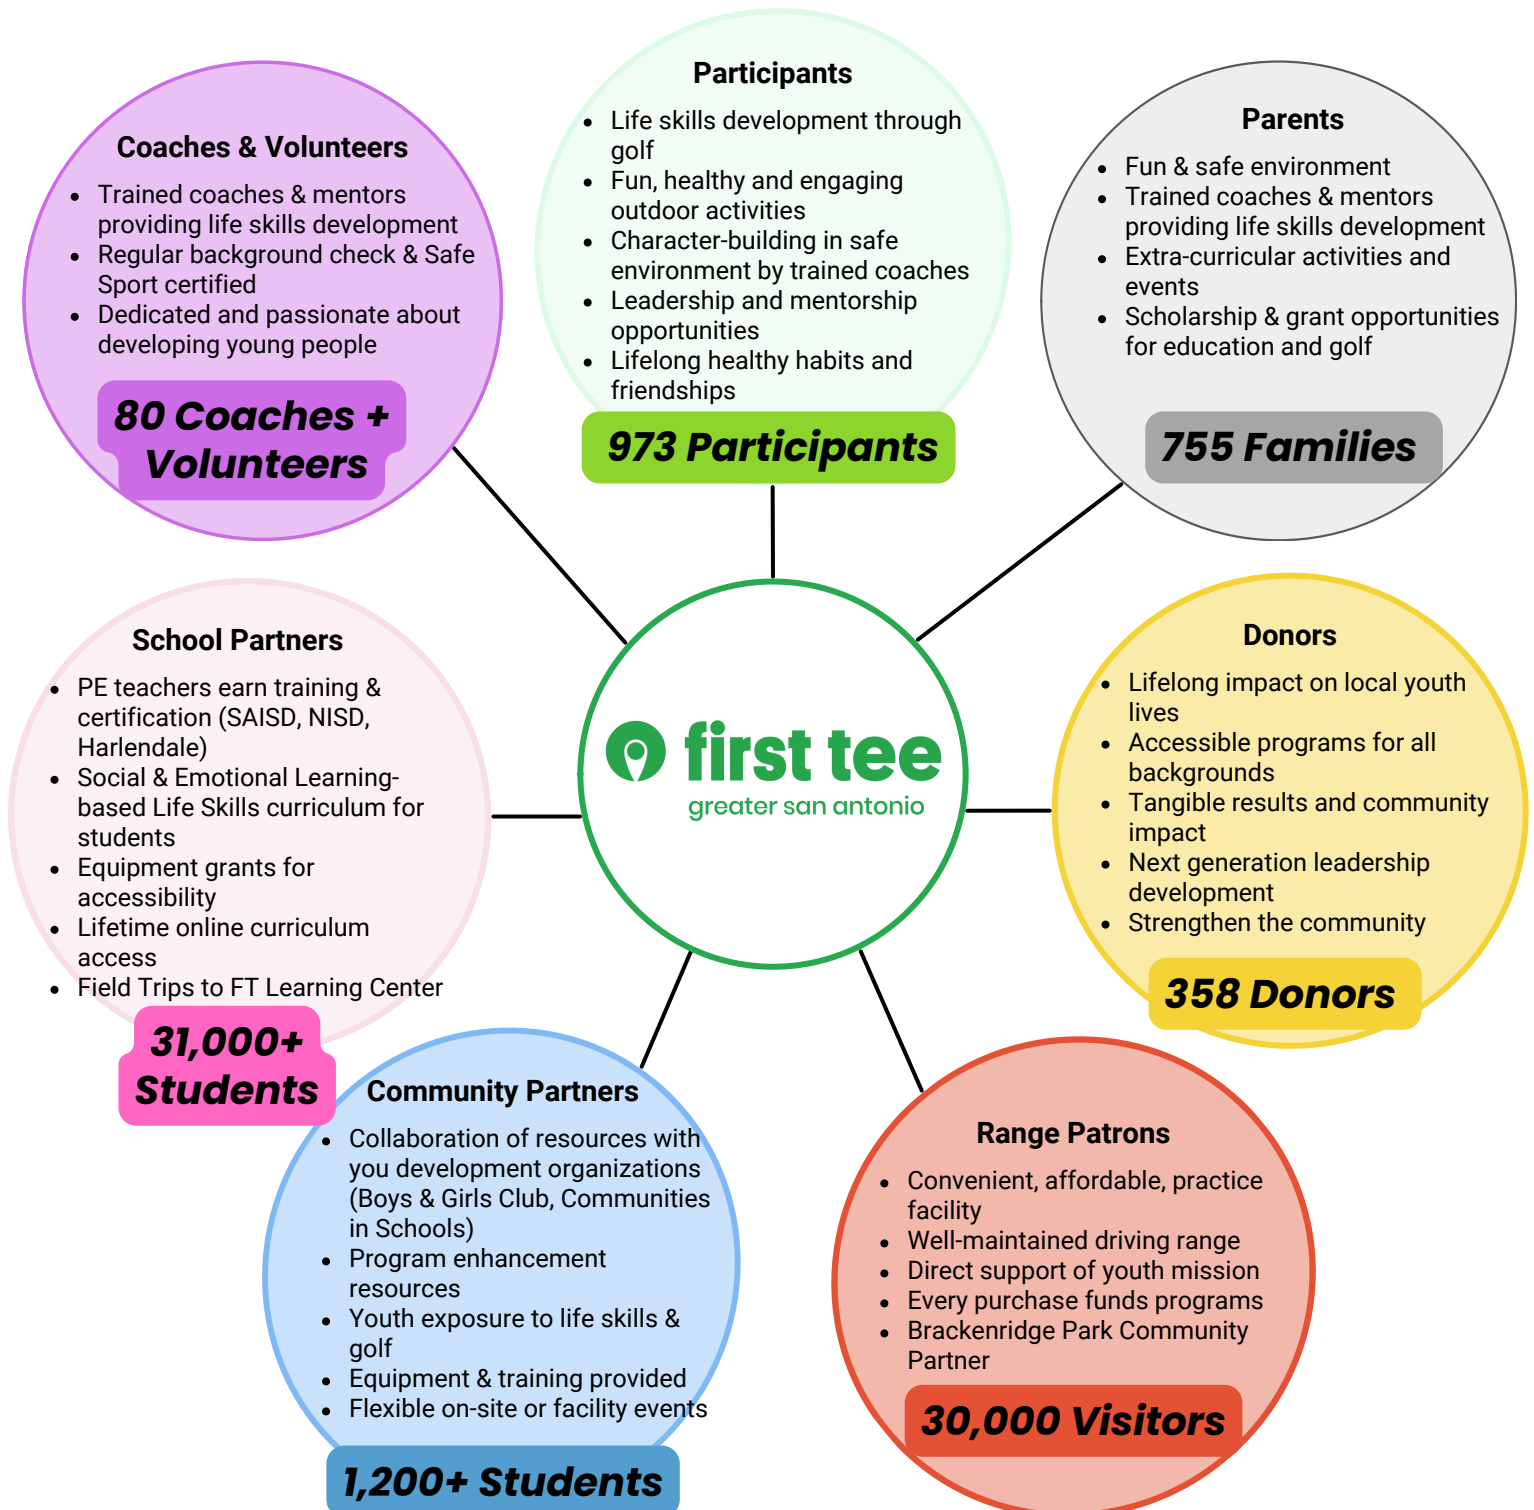 Coaches & Volunteers
• Trained coaches & mentors
providing life skills development
• Regular background check & Safe
Sport certified
• Dedicated and passionate about
developing young people
80 Coaches +
Volunteers
Participants
• Life skills development through
golf
• Fun, healthy and engaging
outdoor activities
• Character-building in safe
environment by trained coaches
• Leadership and mentorship
opportunities
• Lifelong healthy habits and
friendships
973 Participants
Parents
• Fun & safe environment
• Trained coaches & mentors
providing life skills development
• Extra-curricular activities and
events
• Scholarship & grant opportunities
for education and golf
755 Families
School Partners
• PE teachers earn training &
certification (SAISD, NISD,
Harlendale)
• Social & Emotional Learning-
based Life Skills curriculum for
students
• Equipment grants for
accessibility
• Lifetime online curriculum
access
• Field Trips to FT Learning Center
31,000+
Students
first tee
greater san antonio
Donors
• Lifelong impact on local youth
lives
• Accessible programs for all
backgrounds
• Tangible results and community
impact
• Next generation leadership
development
• Strengthen the community
358 Donors
Community Partners
• Collaboration of resources with
you development organizations
(Boys & Girls Club, Communities
in Schools)
• Program enhancement
resources
• Youth exposure to life skills &
golf
• Equipment & training provided
• Flexible on-site or facility events
1,200+ Students
Range Patrons
• Convenient, affordable, practice
facility
• Well-maintained driving range
• Direct support of youth mission
• Every purchase funds programs
• Brackenridge Park Community
Partner
30,000 Visitors